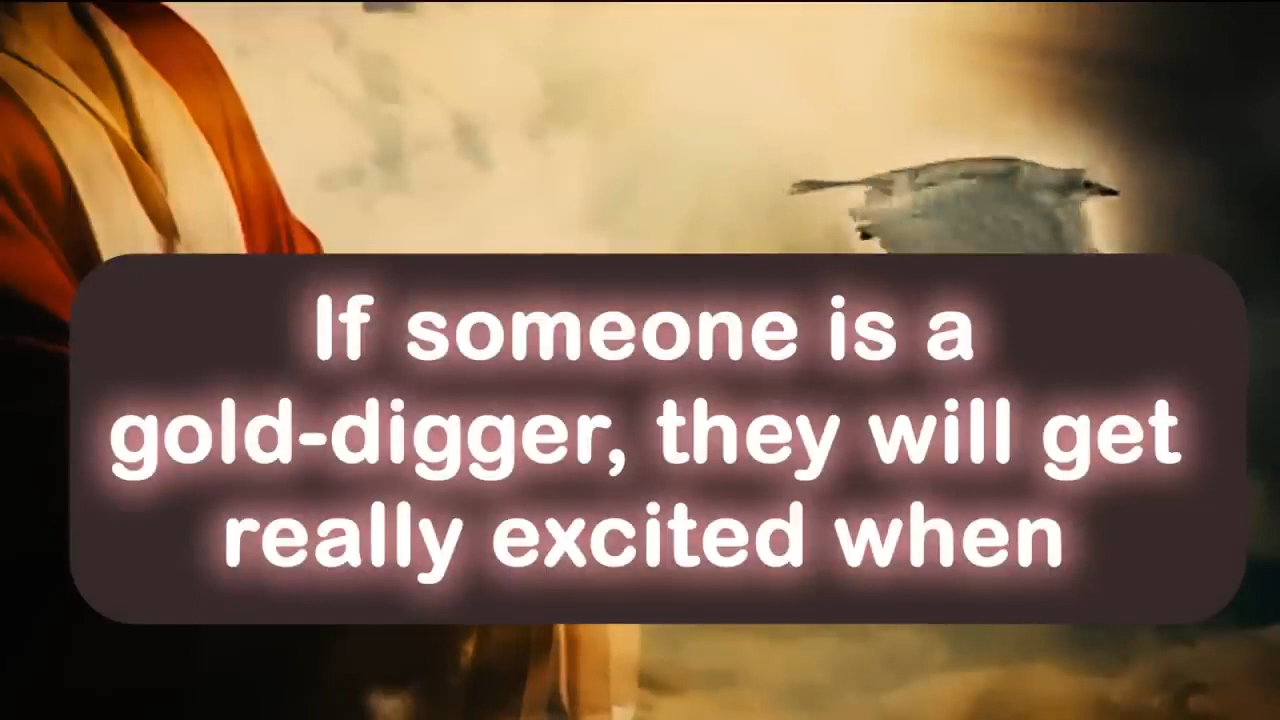 If someone is a
gold-digger, they will get
really excited when